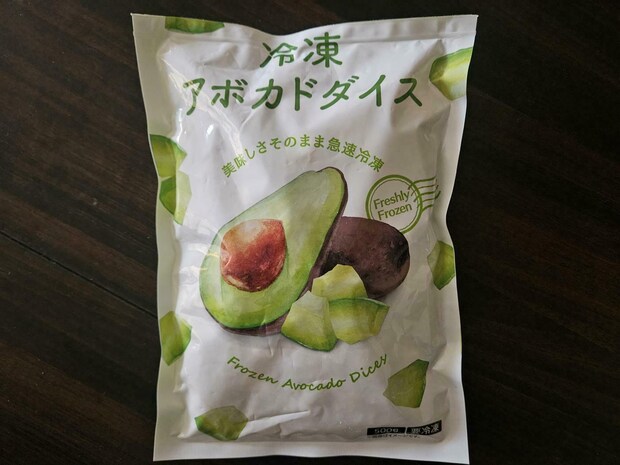 冷凍
アボカドダイス
美味しさそのまま急速冷凍
Freshly
Frozen
Frozen Avocado Dices
500g 要冷凍